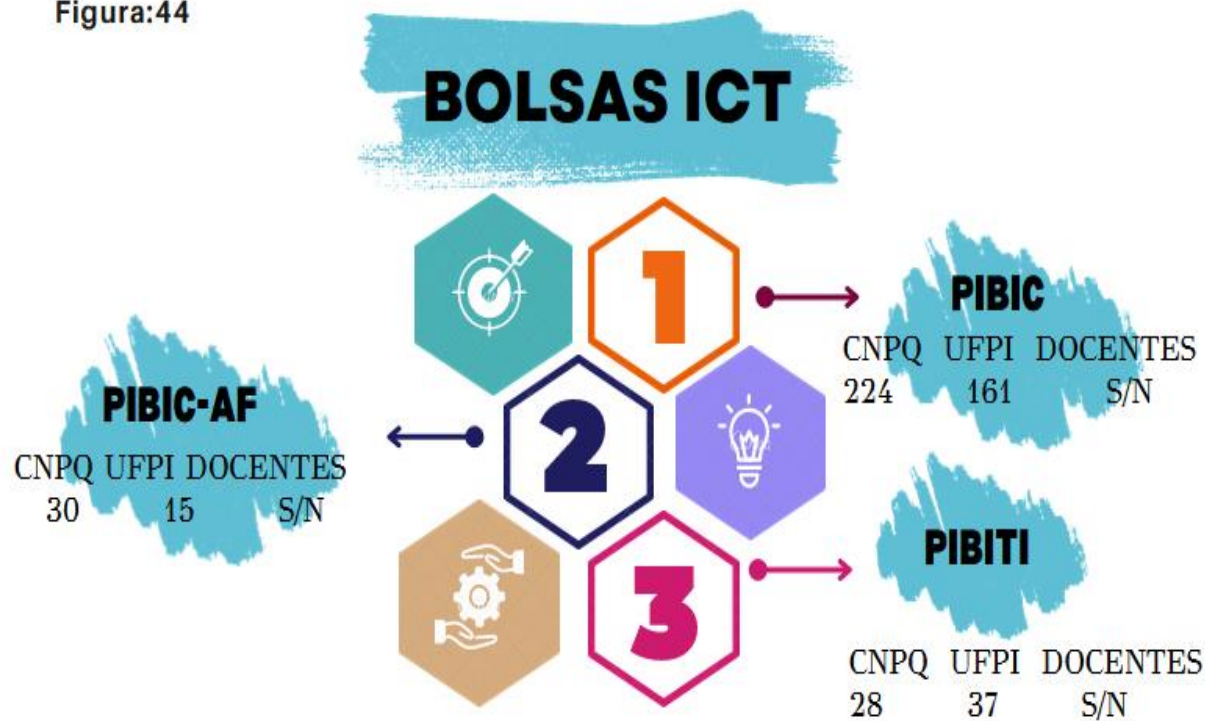 Figura:44
BOLSAS ICT
1
PIBIC
CNPQ UFPI DOCENTES
224 161 S/N
2
PIBIC-AF
CNPQ UFPI DOCENTES
30 15 S/N
3
PIBITI
CNPQ UFPI DOCENTES
28 37 S/N